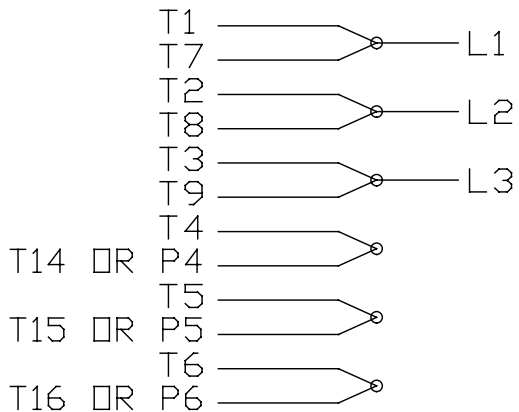 T1
T7
L1
T2
T8
L2
T3
T9
L3
T4
T14 OR P4
T5
T15 OR P5
T6
T16 OR P6